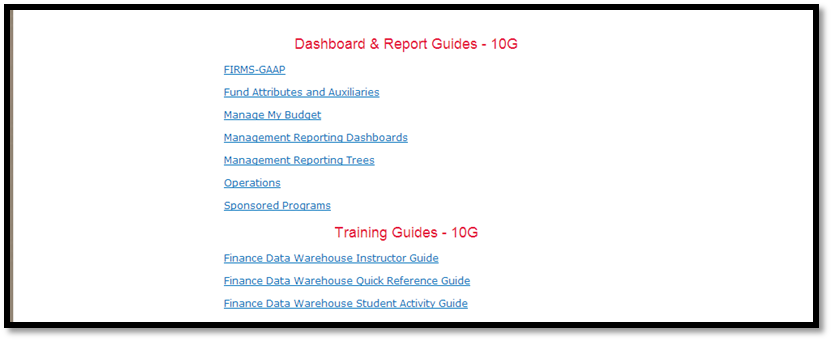 Dashboard & Report Guides - 10G
FIRMS-GAAP
Fund Attributes and Auxiliaries
Manage My Budget
Management Reporting Dashboards
Management Reporting Trees
Operations
Sponsored Programs
Training Guides - 10G
Finance Data Warehouse Instructor Guide
Finance Data Warehouse Quick Reference Guide
Finance Data Warehouse Student Activity Guide